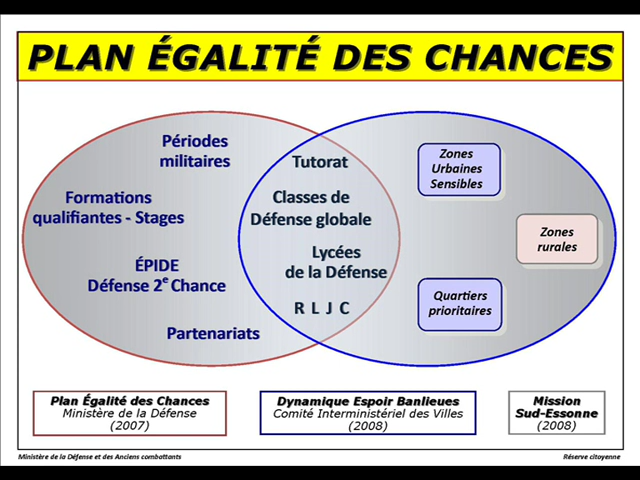 PLAN ÉGALITÉ DES CHANCES
Périodes
militaires
Formations
qualifiantes - Stages
ÉPIDE
Défense 2e Chance
Partenariats
Tutorat
Classes de
Défense globale
Lycées
de la Défense
R L J C
Zones
Urbaines
Sensibles
Zones
rurales
Quartiers
prioritaires
Plan Égalité des Chances
Ministère de la Défense
(2007)
Dynamique Espoir Banlieues
Comité Interministériel des Villes
(2008)
Mission
Sud-Essonne
(2008)
Ministère de la Défense et des Anciens combattants
Réserve citoyenne